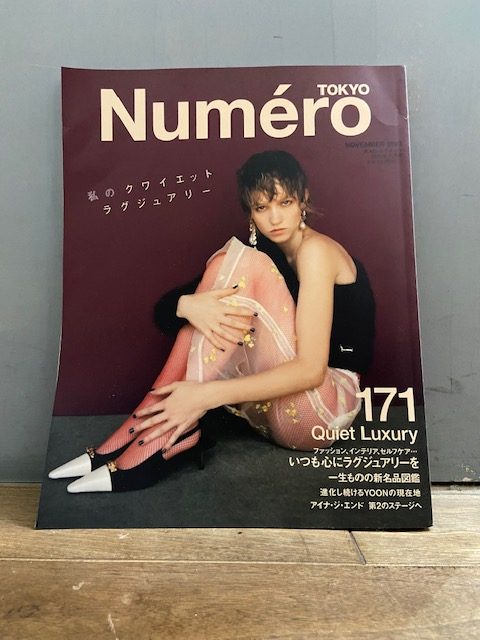 Numéro
TOKYO
NOVEMBER 2023
私のクワイエット
ラグジュアリー
171
Quiet Luxury
ファッション、インテリア、セルフケア…
いつも心にラグジュアリーを
一生ものの新名品図鑑
進化し続けるYOONの現在地
アイナ・ジ・エンド 第2のステージへ